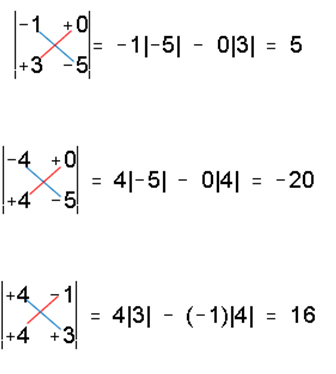 |-1 +0|
|+3 -5| = -1|-5| - 0|3| = 5
|-4 +0|
|+4 -5| = 4|-5| - 0|4| = -20
|+4 -1|
|+4 +3| = 4|3| - (-1)|4| = 16